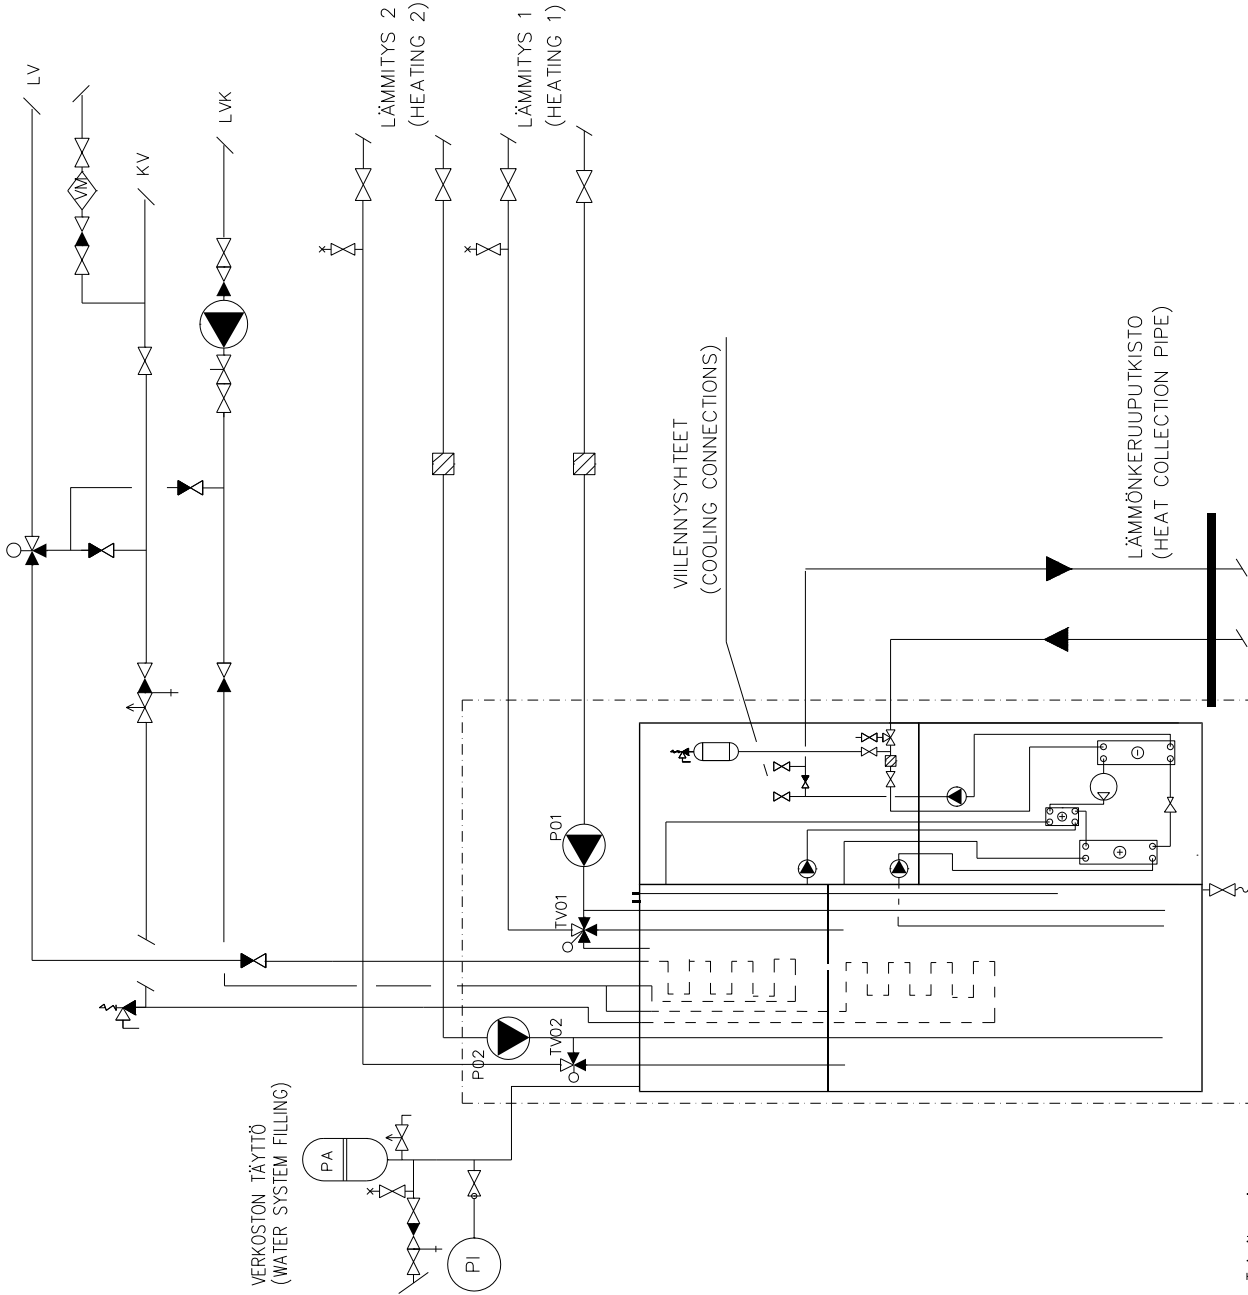 LV
VM
KV
LVK
LÄMMITYS 2
(HEATING 2)
LÄMMITYS 1
(HEATING 1)
VIILENNYSYHTEET
(COOLING CONNECTIONS)
LÄMMÖNKERUUPUTKISTO
(HEAT COLLECTION PIPE)
P01
TV01
P02
TV02
VERKOSTON TÄYTTÖ
(WATER SYSTEM FILLING)
PA
PI